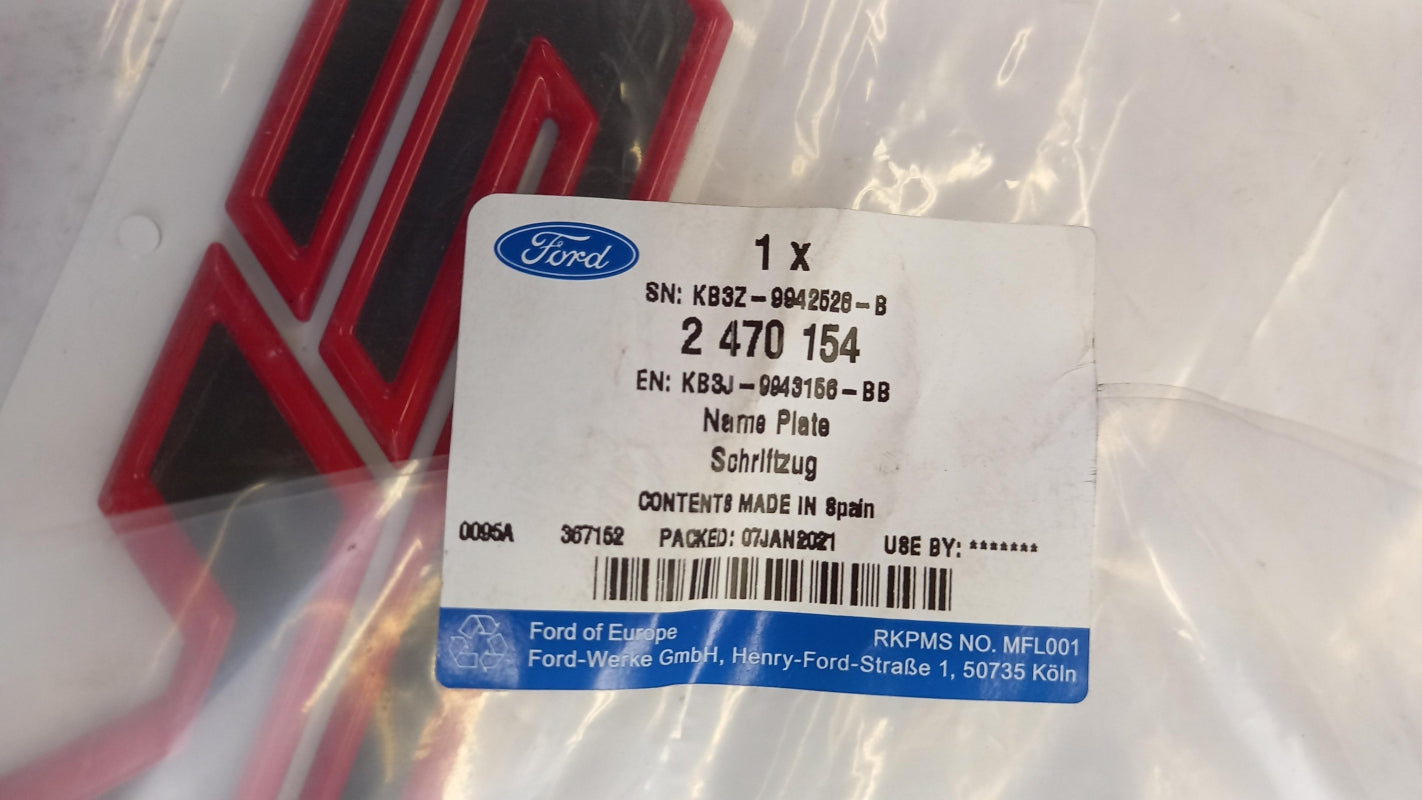 Ford
1 x
SN: KB3Z-9942528-B
2 470 154
EN: KB3J-9943156-BB
Name Plate
Schriftzug
CONTENTS MADE IN Spain
0095A 367152 PACKED: 07JAN2021 USE BY: *******
Ford of Europe RKPMS NO. MFL001
Ford-Werke GmbH, Henry-Ford-Straße 1, 50735 Köln